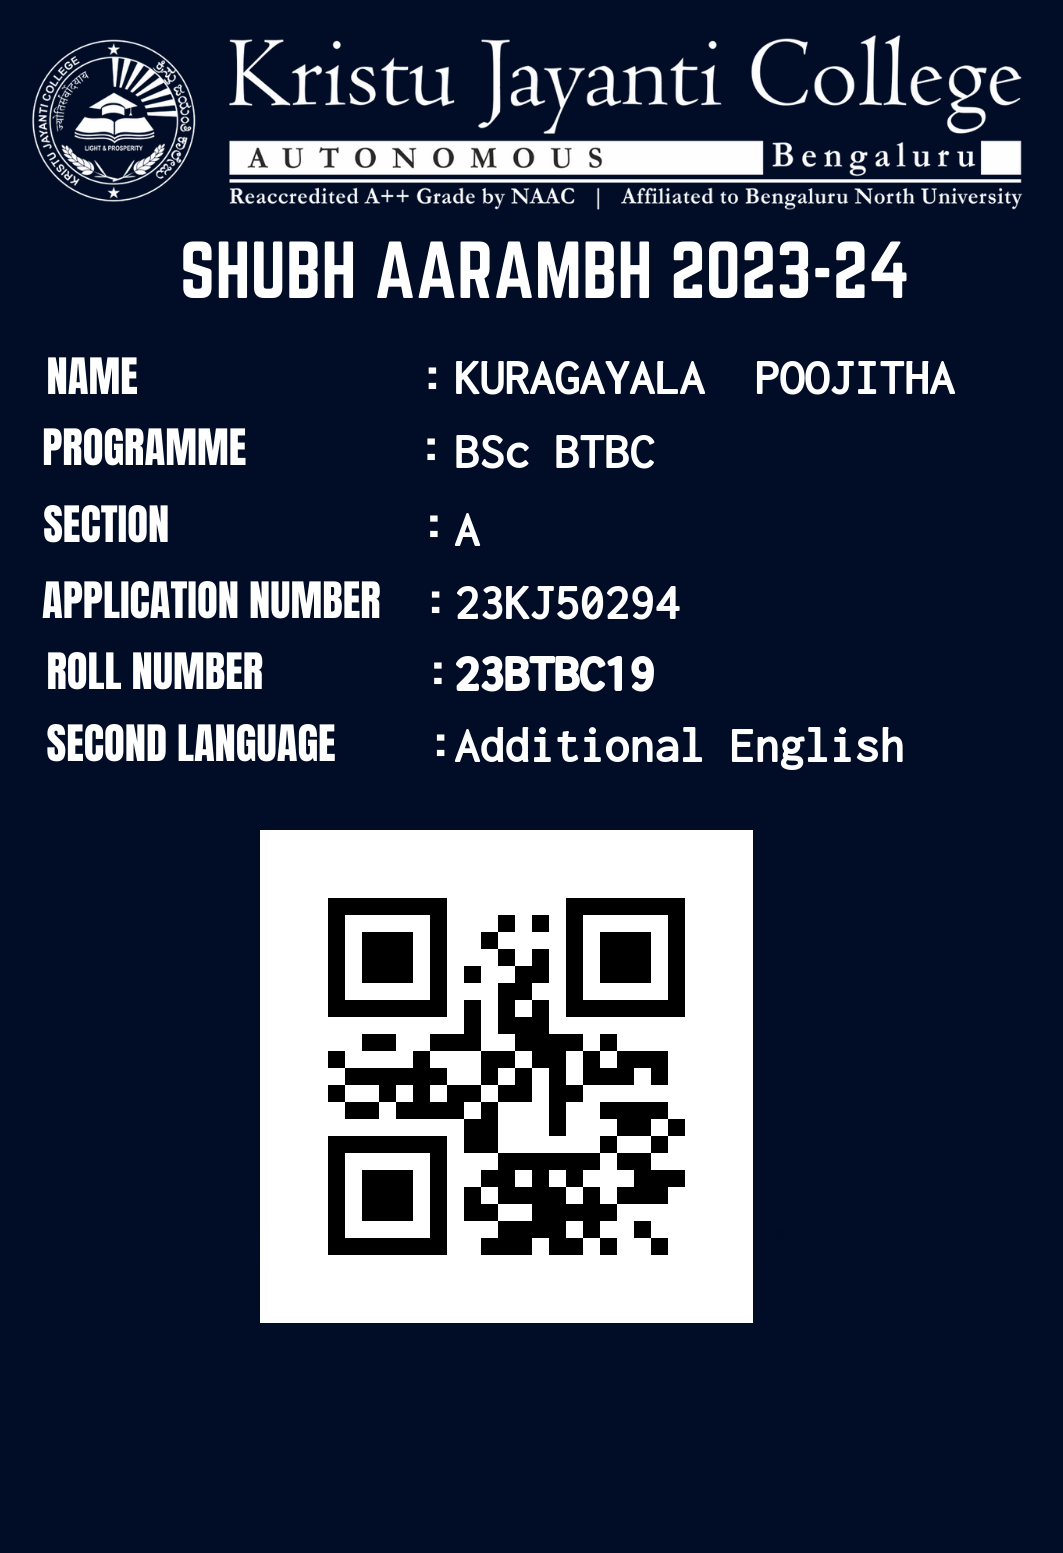 KRISTU JAYANTI COLLEGE
LIGHT & PROSPERITY
Kristu Jayanti College
AUTONOMOUS Bengaluru
Reaccredited A++ Grade by NAAC | Affiliated to Bengaluru North University
SHUBH AARAMBH 2023-24
NAME : KURAGAYALA POOJITHA
PROGRAMME : BSc BTBC
SECTION : A
APPLICATION NUMBER : 23KJ50294
ROLL NUMBER : 23BTBC19
SECOND LANGUAGE :Additional English